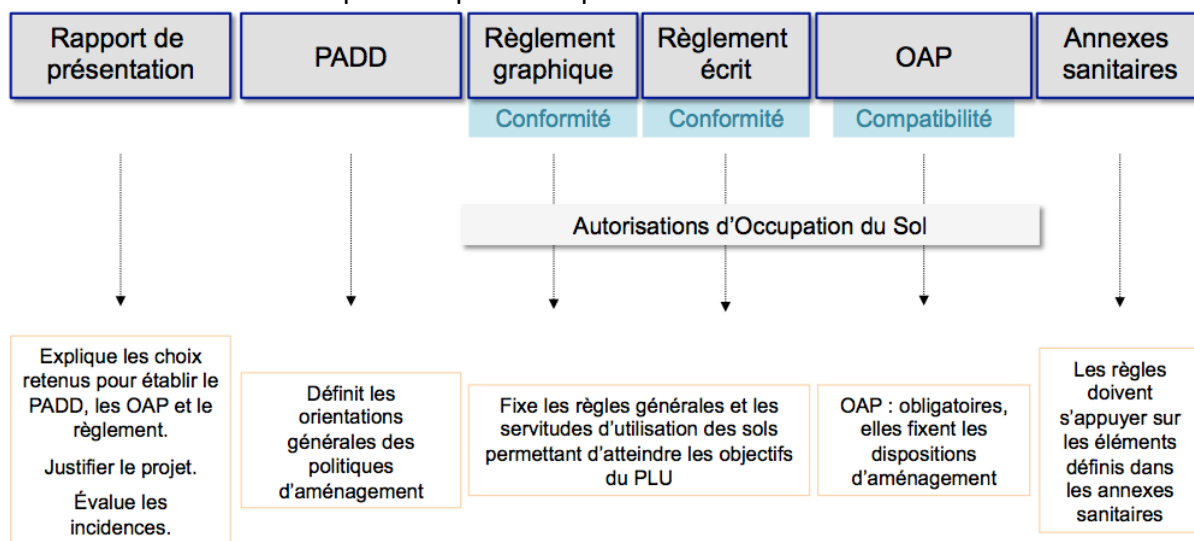 Rapport de
présentation
PADD
Règlement
graphique
Règlement
écrit
OAP
Annexes
sanitaires
Conformité
Conformité
Compatibilité
Autorisations d'Occupation du Sol
Explique les choix
retenus pour établir le
PADD, les OAP et le
règlement.
Justifier le projet.
Évalue les
incidences.
Définit les
orientations
générales des
politiques
d'aménagement
Fixe les règles générales et les
servitudes d'utilisation des sols
permettant d'atteindre les objectifs
du PLU
OAP : obligatoires,
elles fixent les
dispositions
d'aménagement
Les règles
doivent
s'appuyer sur
les éléments
définis dans
les annexes
sanitaires